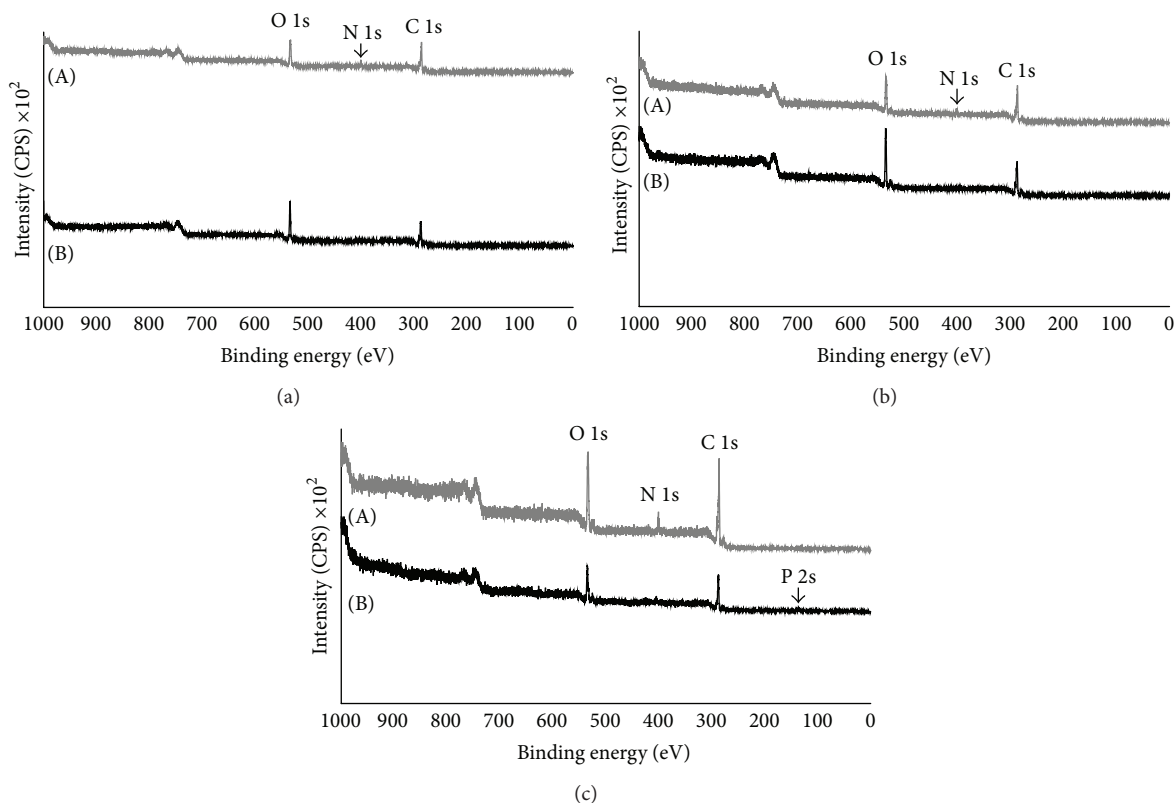 O 1s
N 1s
C 1s
(A)
(B)
Intensity (CPS) ×10²
1000 900 800 700 600 500 400 300 200 100 0
Binding energy (eV)
(a)
O 1s
N 1s
C 1s
(A)
(B)
Intensity (CPS) ×10²
1000 900 800 700 600 500 400 300 200 100 0
Binding energy (eV)
(b)
O 1s
C 1s
N 1s
(A)
P 2s
(B)
Intensity (CPS) ×10²
1000 900 800 700 600 500 400 300 200 100 0
Binding energy (eV)
(c)